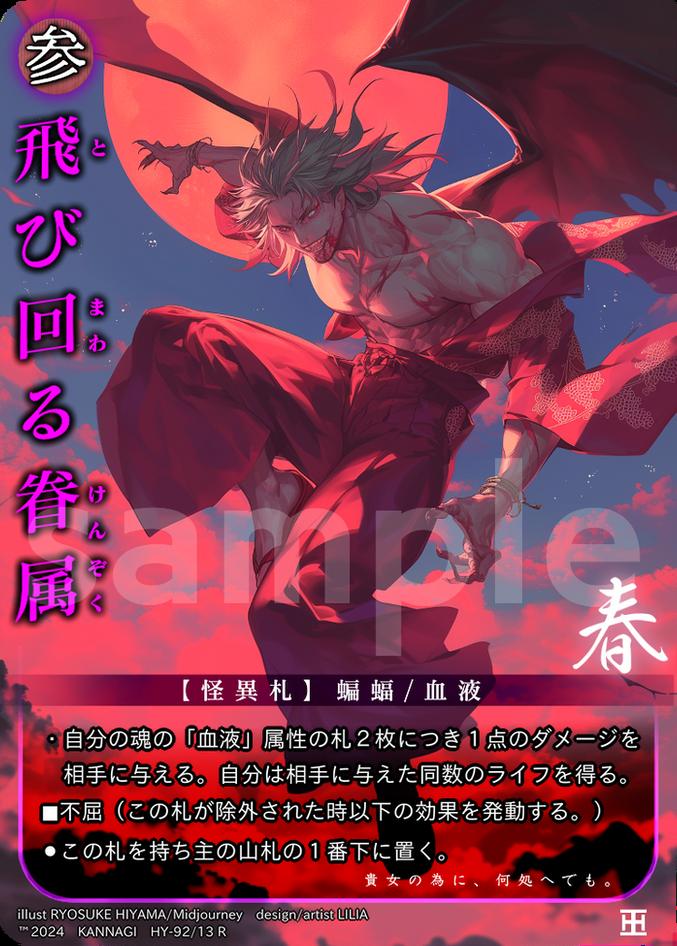 参
飛び回る眷属
と
まわ
けんぞく
sample
春
【怪異札】 蝙蝠/血液
・自分の魂の「血液」属性の札2枚につき1点のダメージを
相手に与える。自分は相手に与えた同数のライフを得る。
■不屈（この札が除外された時以下の効果を発動する。）
●この札を持ち主の山札の1番下に置く。
貴女の為に、何処へでも。
illust RYOSUKE HIYAMA/Midjourney design/artist LILIA
™2024 KANNAGI HY-92/13 R